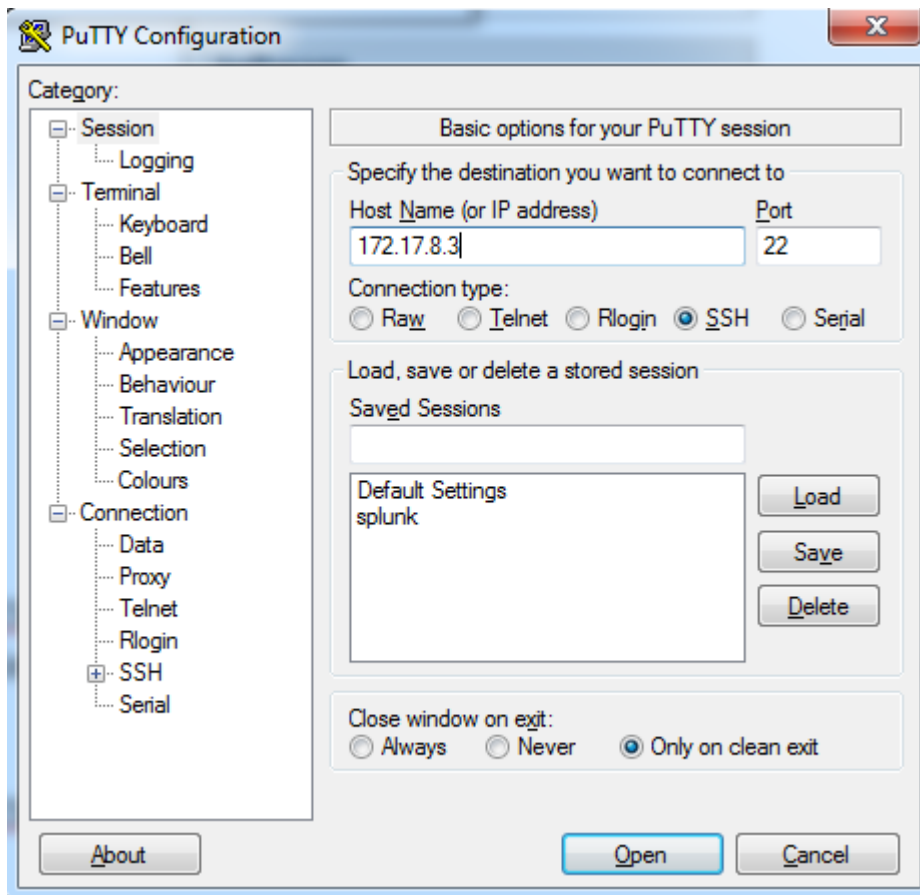 PuTTY Configuration
Category:
Session
Logging
Terminal
Keyboard
Bell
Features
Window
Appearance
Behaviour
Translation
Selection
Colours
Connection
Data
Proxy
Telnet
Rlogin
SSH
Serial
Basic options for your PuTTY session
Specify the destination you want to connect to
Host Name (or IP address) Port
172.17.8.3 22
Connection type:
Raw Telnet Rlogin SSH Serial
Load, save or delete a stored session
Saved Sessions
Default Settings
splunk
Load
Save
Delete
Close window on exit:
Always Never Only on clean exit
About Open Cancel